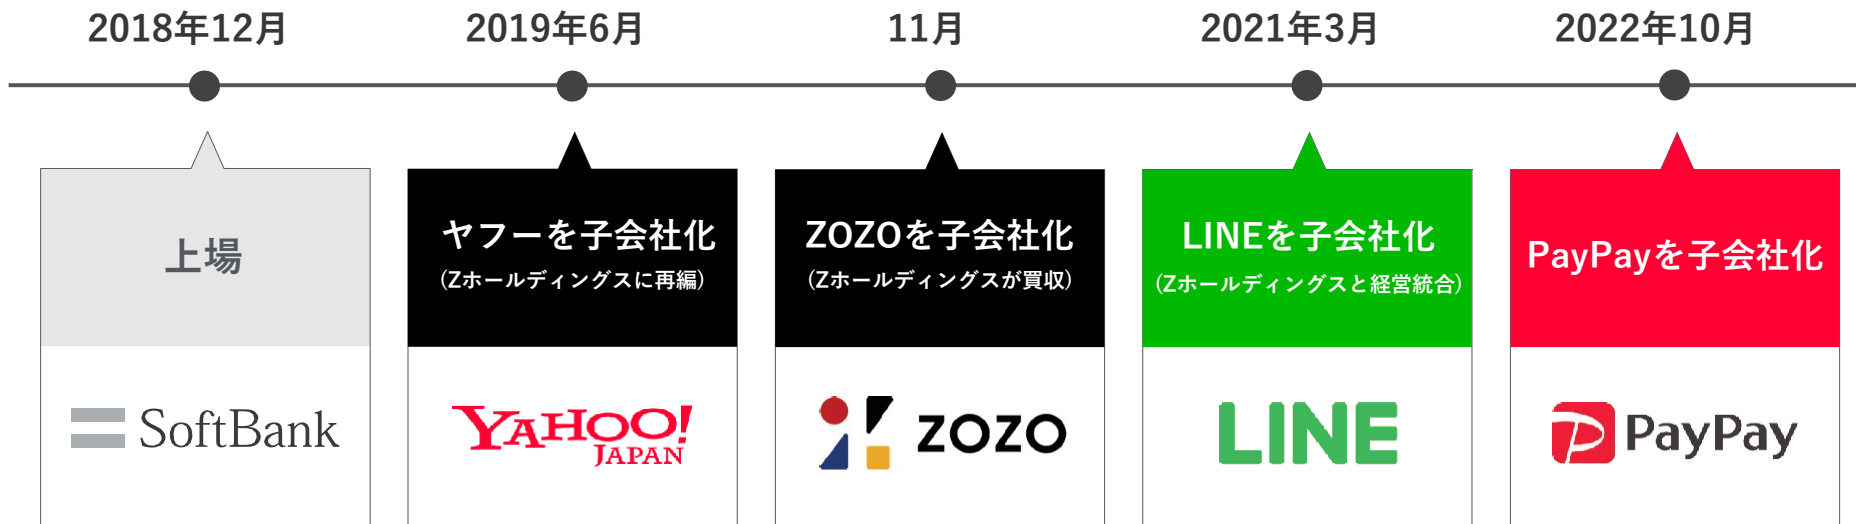 2018年12月
2019年6月
11月
2021年3月
2022年10月
上場
ヤフーを子会社化
(Zホールディングスに再編)
ZOZOを子会社化
(Zホールディングスが買収)
LINEを子会社化
(Zホールディングスと経営統合)
PayPayを子会社化
SoftBank
YAHOO!
JAPAN
ZOZO
LINE
PayPay